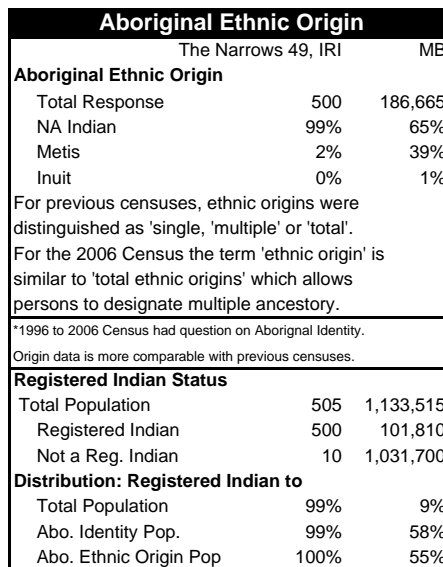 Aboriginal Ethnic Origin
The Narrows 49, IRI MB
Aboriginal Ethnic Origin
Total Response 500 186,665
NA Indian 99% 65%
Metis 2% 39%
Inuit 0% 1%
For previous censuses, ethnic origins were
distinguished as 'single, 'multiple' or 'total'.
For the 2006 Census the term 'ethnic origin' is
similar to 'total ethnic origins' which allows
persons to designate multiple ancestory.
*1996 to 2006 Census had question on Aborignal Identity.
Origin data is more comparable with previous censuses.
Registered Indian Status
Total Population 505 1,133,515
Registered Indian 500 101,810
Not a Reg. Indian 10 1,031,700
Distribution: Registered Indian to
Total Population 99% 9%
Abo. Identity Pop. 99% 58%
Abo. Ethnic Origin Pop 100% 55%